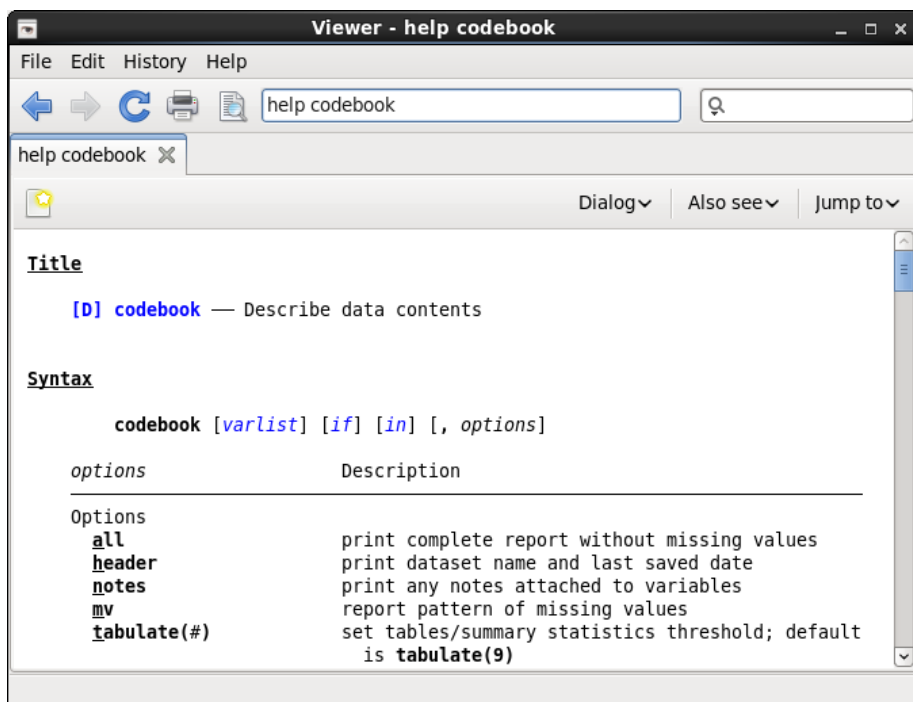 Viewer - help codebook
File Edit History Help
help codebook
help codebook
Dialog Also see Jump to
Title
[D] codebook — Describe data contents
Syntax
codebook [varlist] [if] [in] [, options]
options Description
Options
all print complete report without missing values
header print dataset name and last saved date
notes print any notes attached to variables
mv report pattern of missing values
tabulate(#) set tables/summary statistics threshold; default
is tabulate(9)